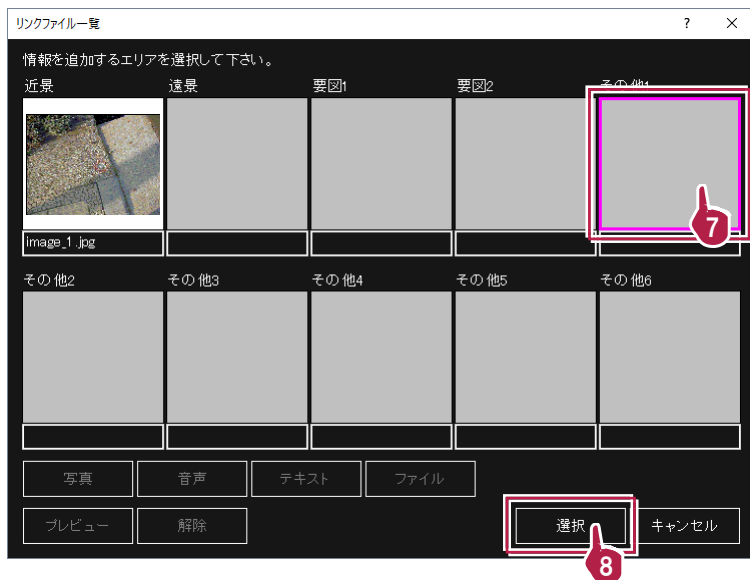 リンクファイル一覧 ? ×
情報を追加するエリアを選択して下さい。
近景 遠景 要図1 要図2 その他1
7
image_1.jpg
その他2 その他3 その他4 その他5 その他6
写真 音声 テキスト ファイル
プレビュー 解除 選択 キャンセル
8